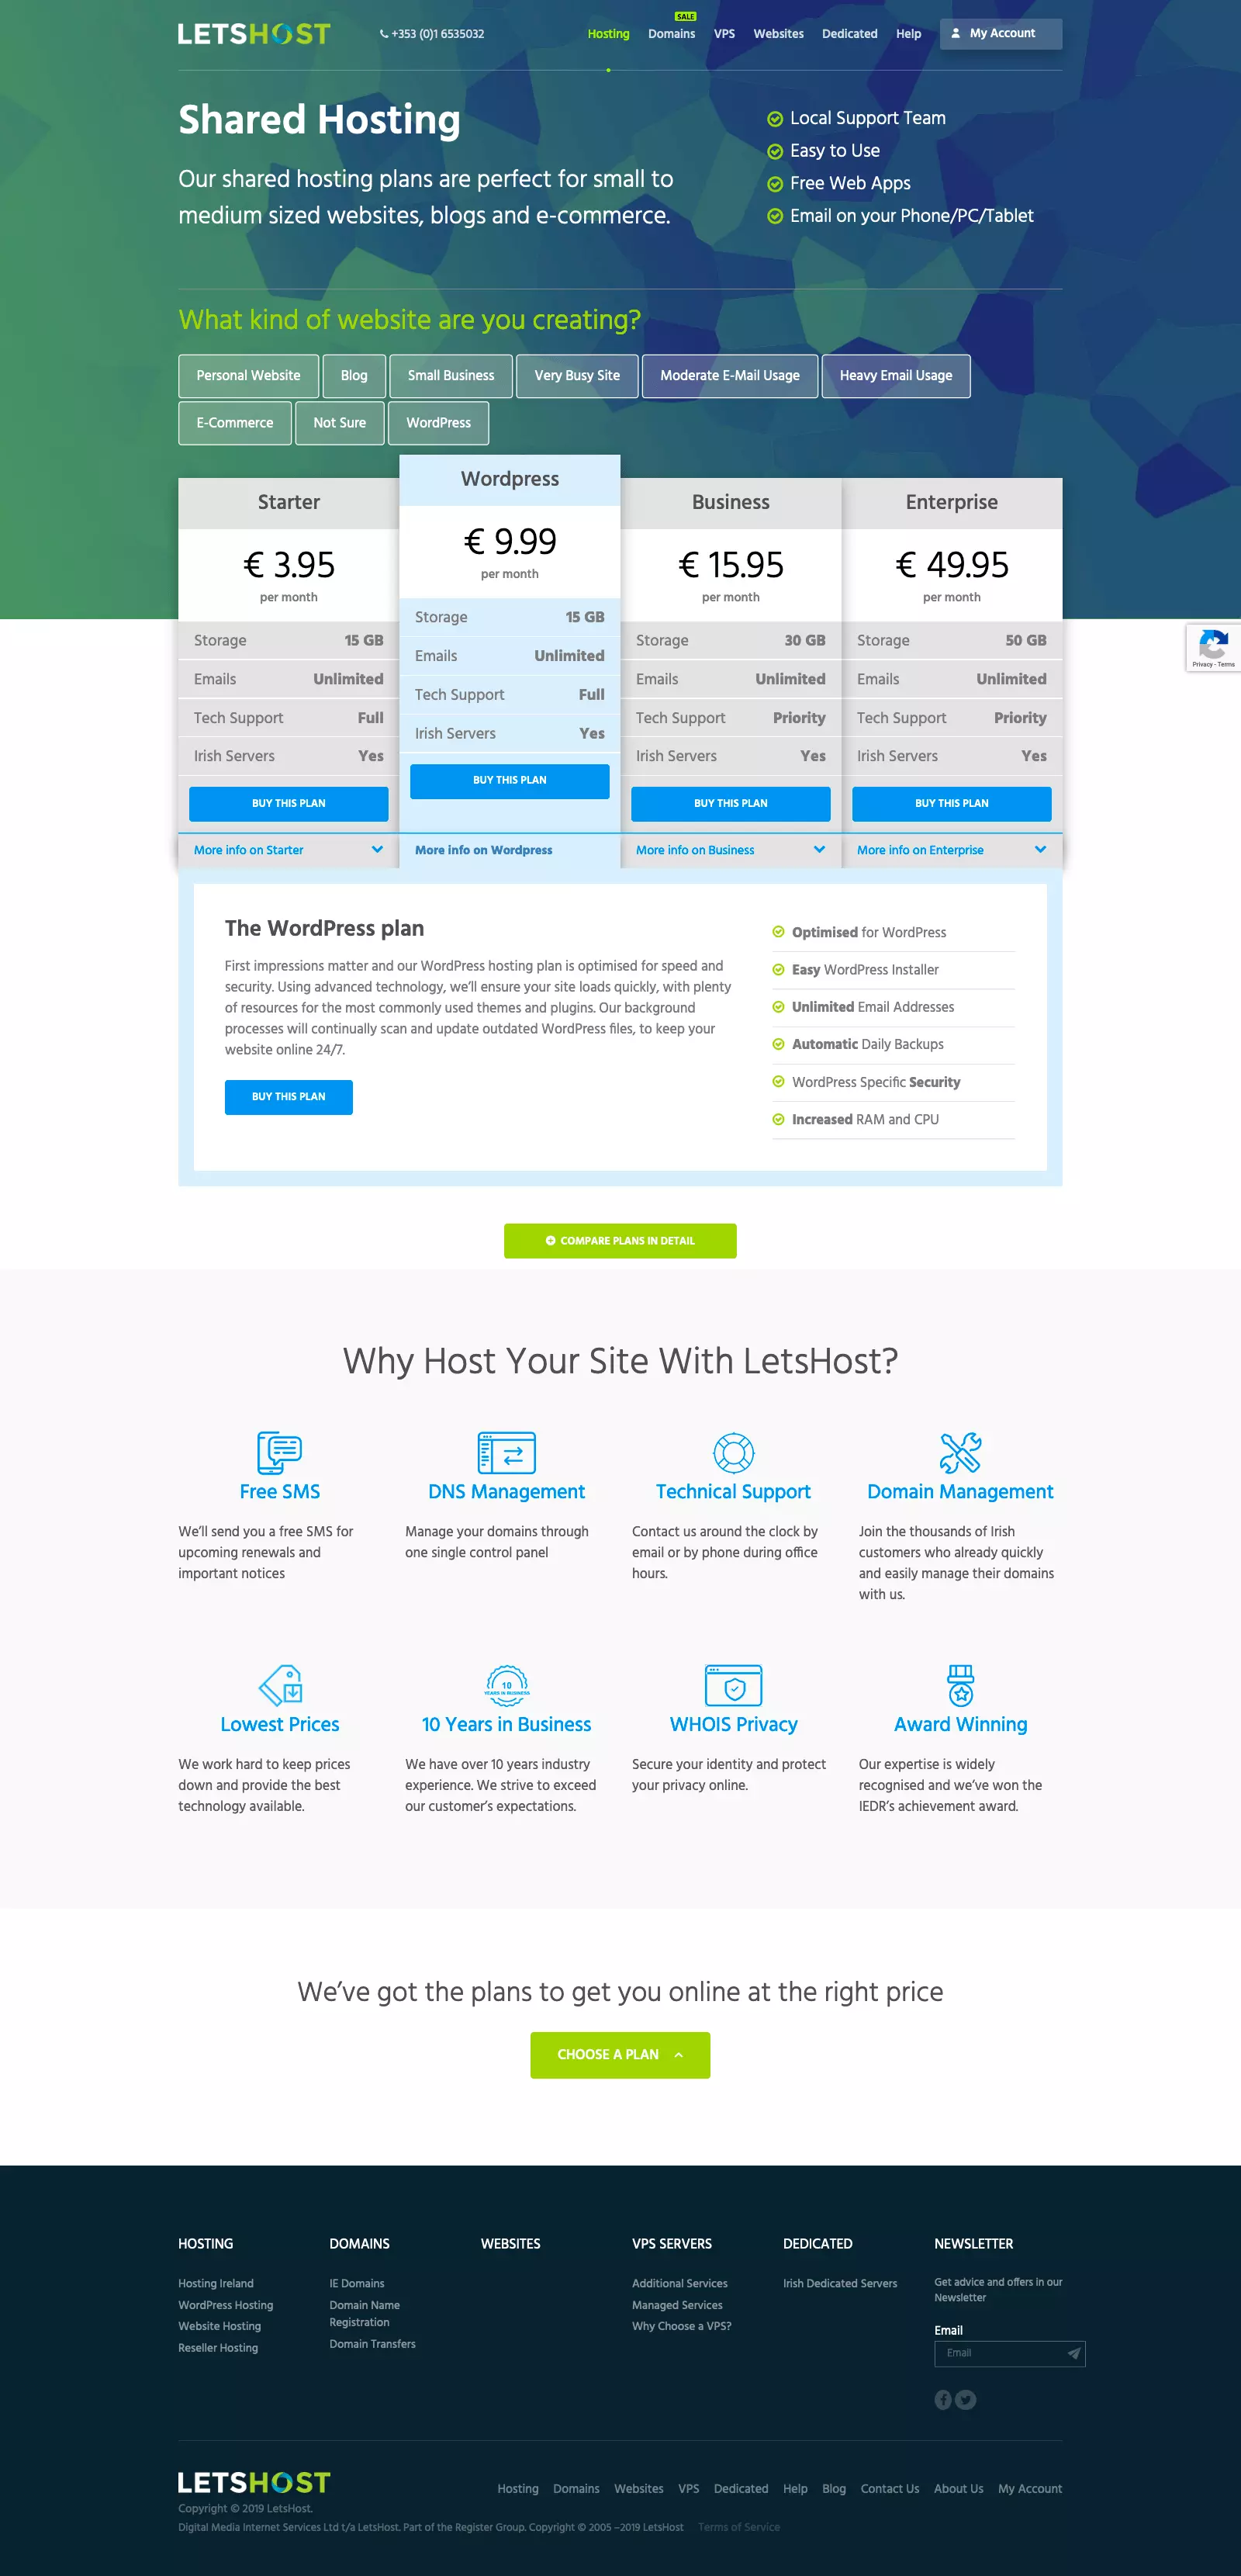 LETSHOST
+353 (0)1 6535032
Hosting
SALE
Domains
VPS
Websites
Dedicated
Help
My Account
Shared Hosting
Our shared hosting plans are perfect for small to
medium sized websites, blogs and e-commerce.
Local Support Team
Easy to Use
Free Web Apps
Email on your Phone/PC/Tablet
What kind of website are you creating?
Personal Website
Blog
Small Business
Very Busy Site
Moderate E-Mail Usage
Heavy Email Usage
E-Commerce
Not Sure
WordPress
Starter
€ 3.95
per month
Storage 15 GB
Emails Unlimited
Tech Support Full
Irish Servers Yes
BUY THIS PLAN
More info on Starter
Wordpress
€ 9.99
per month
Storage 15 GB
Emails Unlimited
Tech Support Full
Irish Servers Yes
BUY THIS PLAN
More info on Wordpress
Business
€ 15.95
per month
Storage 30 GB
Emails Unlimited
Tech Support Priority
Irish Servers Yes
BUY THIS PLAN
More info on Business
Enterprise
€ 49.95
per month
Storage 50 GB
Emails Unlimited
Tech Support Priority
Irish Servers Yes
BUY THIS PLAN
More info on Enterprise
Privacy - Terms
The WordPress plan
First impressions matter and our WordPress hosting plan is optimised for speed and
security. Using advanced technology, we'll ensure your site loads quickly, with plenty
of resources for the most commonly used themes and plugins. Our background
processes will continually scan and update outdated WordPress files, to keep your
website online 24/7.
BUY THIS PLAN
Optimised for WordPress
Easy WordPress Installer
Unlimited Email Addresses
Automatic Daily Backups
WordPress Specific Security
Increased RAM and CPU
COMPARE PLANS IN DETAIL
Why Host Your Site With LetsHost?
Free SMS
We'll send you a free SMS for
upcoming renewals and
important notices
DNS Management
Manage your domains through
one single control panel
Technical Support
Contact us around the clock by
email or by phone during office
hours.
Domain Management
Join the thousands of Irish
customers who already quickly
and easily manage their domains
with us.
Lowest Prices
We work hard to keep prices
down and provide the best
technology available.
10
YEARS IN BUSINESS
10 Years in Business
We have over 10 years industry
experience. We strive to exceed
our customer's expectations.
WHOIS Privacy
Secure your identity and protect
your privacy online.
Award Winning
Our expertise is widely
recognised and we've won the
IEDR's achievement award.
We've got the plans to get you online at the right price
CHOOSE A PLAN
HOSTING
Hosting Ireland
WordPress Hosting
Website Hosting
Reseller Hosting
DOMAINS
IE Domains
Domain Name
Registration
Domain Transfers
WEBSITES
VPS SERVERS
Additional Services
Managed Services
Why Choose a VPS?
DEDICATED
Irish Dedicated Servers
NEWSLETTER
Get advice and offers in our
Newsletter
Email
Email
LETSHOST
Hosting
Domains
Websites
VPS
Dedicated
Help
Blog
Contact Us
About Us
My Account
Copyright © 2019 LetsHost.
Digital Media Internet Services Ltd t/a LetsHost. Part of the Register Group. Copyright © 2005 –2019 LetsHost
Terms of Service